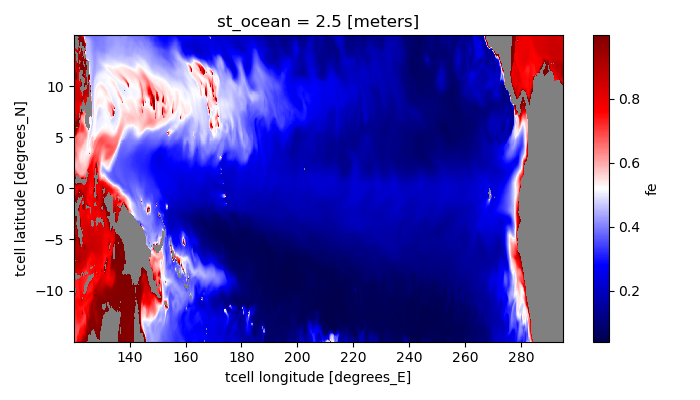 st_ocean = 2.5 [meters]
10
5
0
−5
−10
tcell latitude [degrees_N]
140 160 180 200 220 240 260 280
tcell longitude [degrees_E]
0.8
0.6
0.4
0.2
fe